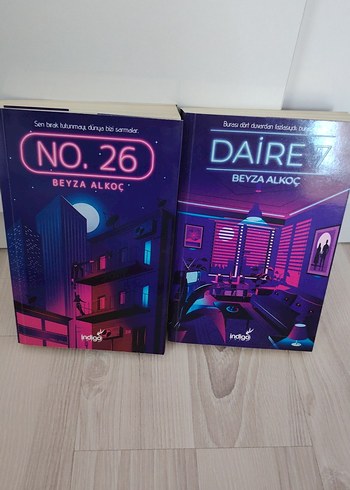 Sen bırak tutunmayı, dünya bizi sarmalar.
NO. 26
BEYZA ALKOÇ
indigo
Burası dört duvardan fazlasıydı,
DAİRE 7
BEYZA ALKOÇ
indigo